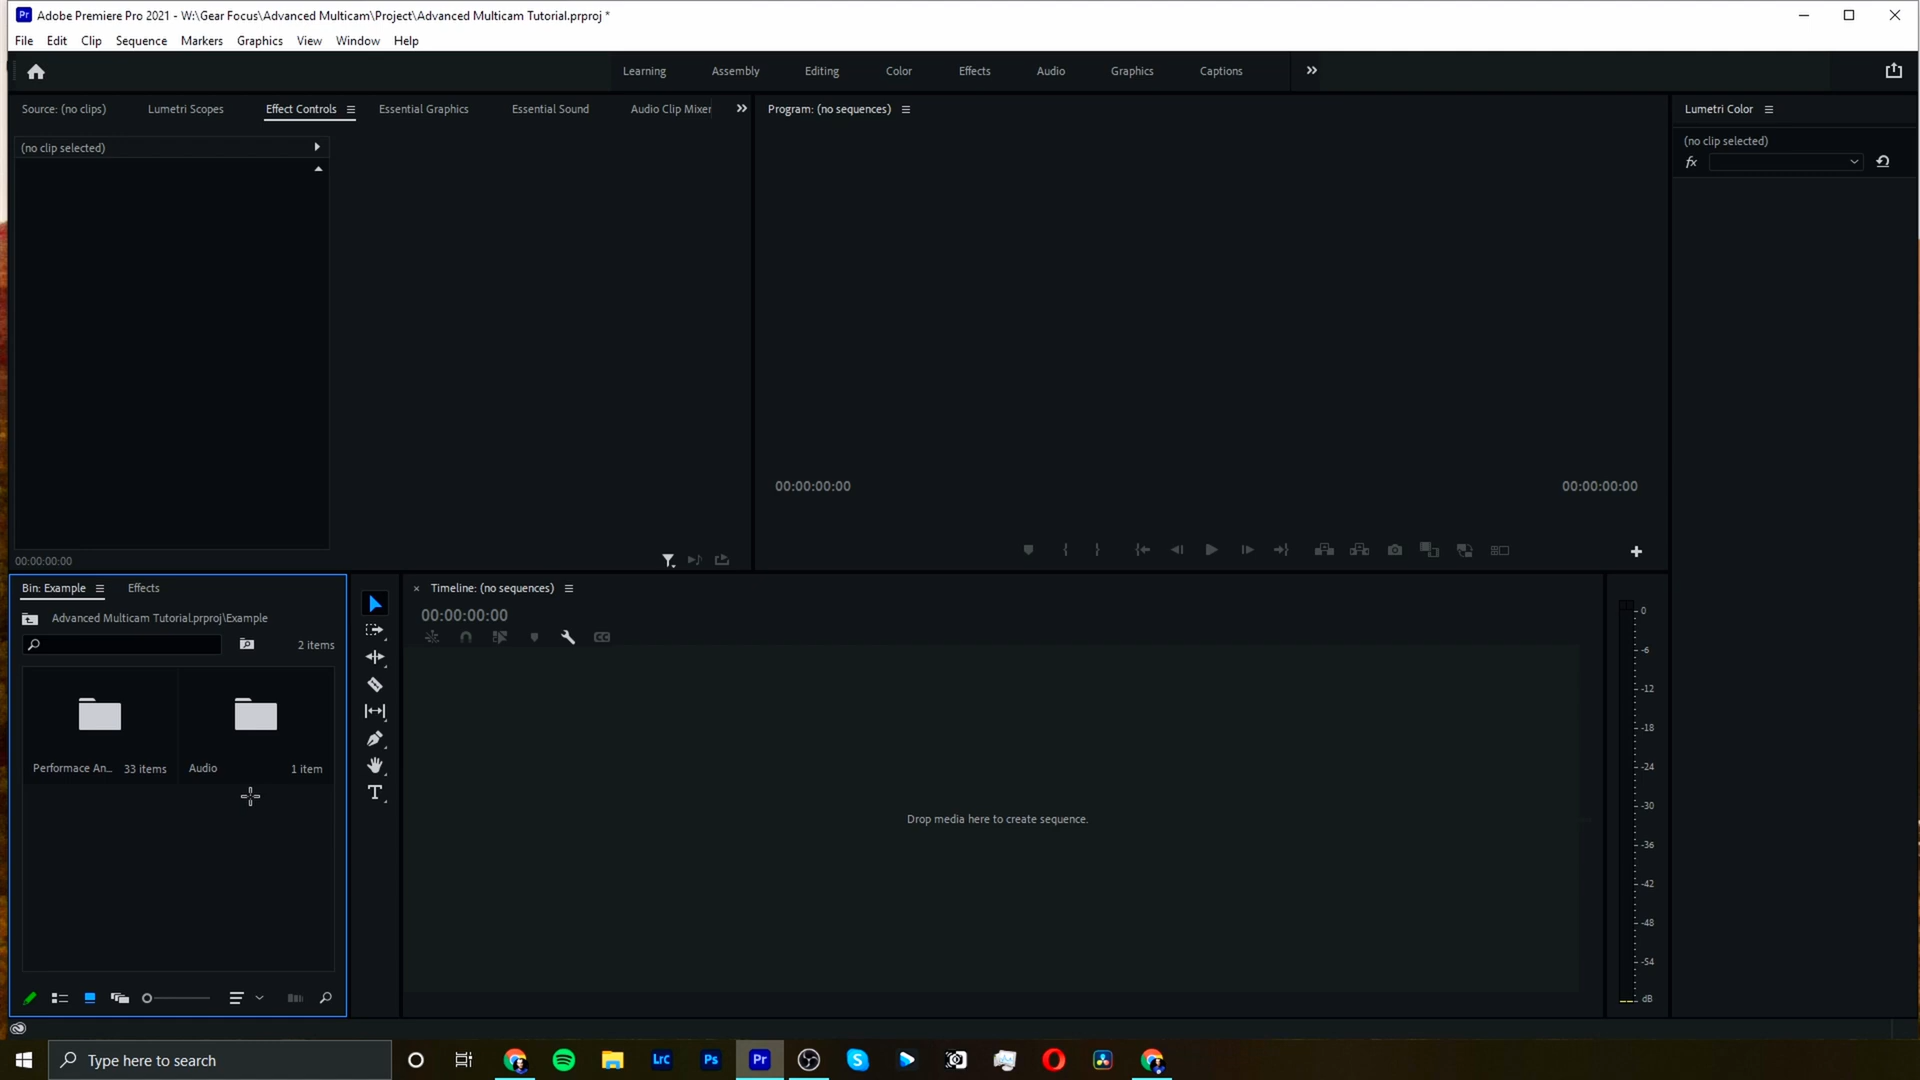 Adobe Premiere Pro 2021 - W:\Gear Focus\Advanced Multicam\Project\Advanced Multicam Tutorial.prproj *
File Edit Clip Sequence Markers Graphics View Window Help
Learning Assembly Editing Color Effects Audio Graphics Captions
Source: (no clips) Lumetri Scopes Effect Controls Essential Graphics Essential Sound Audio Clip Mixer
Program: (no sequences)
Lumetri Color
(no clip selected)
(no clip selected)
fx
00:00:00:00 00:00:00:00
00:00:00:00
Bin: Example Effects
Advanced Multicam Tutorial.prproj\Example
2 items
Performace An... 33 items Audio 1 item
Timeline: (no sequences)
00:00:00:00
Drop media here to create sequence.
0
-6
-12
-18
-24
-30
-36
-42
-48
-54
dB
Type here to search
Lrc Ps Pr